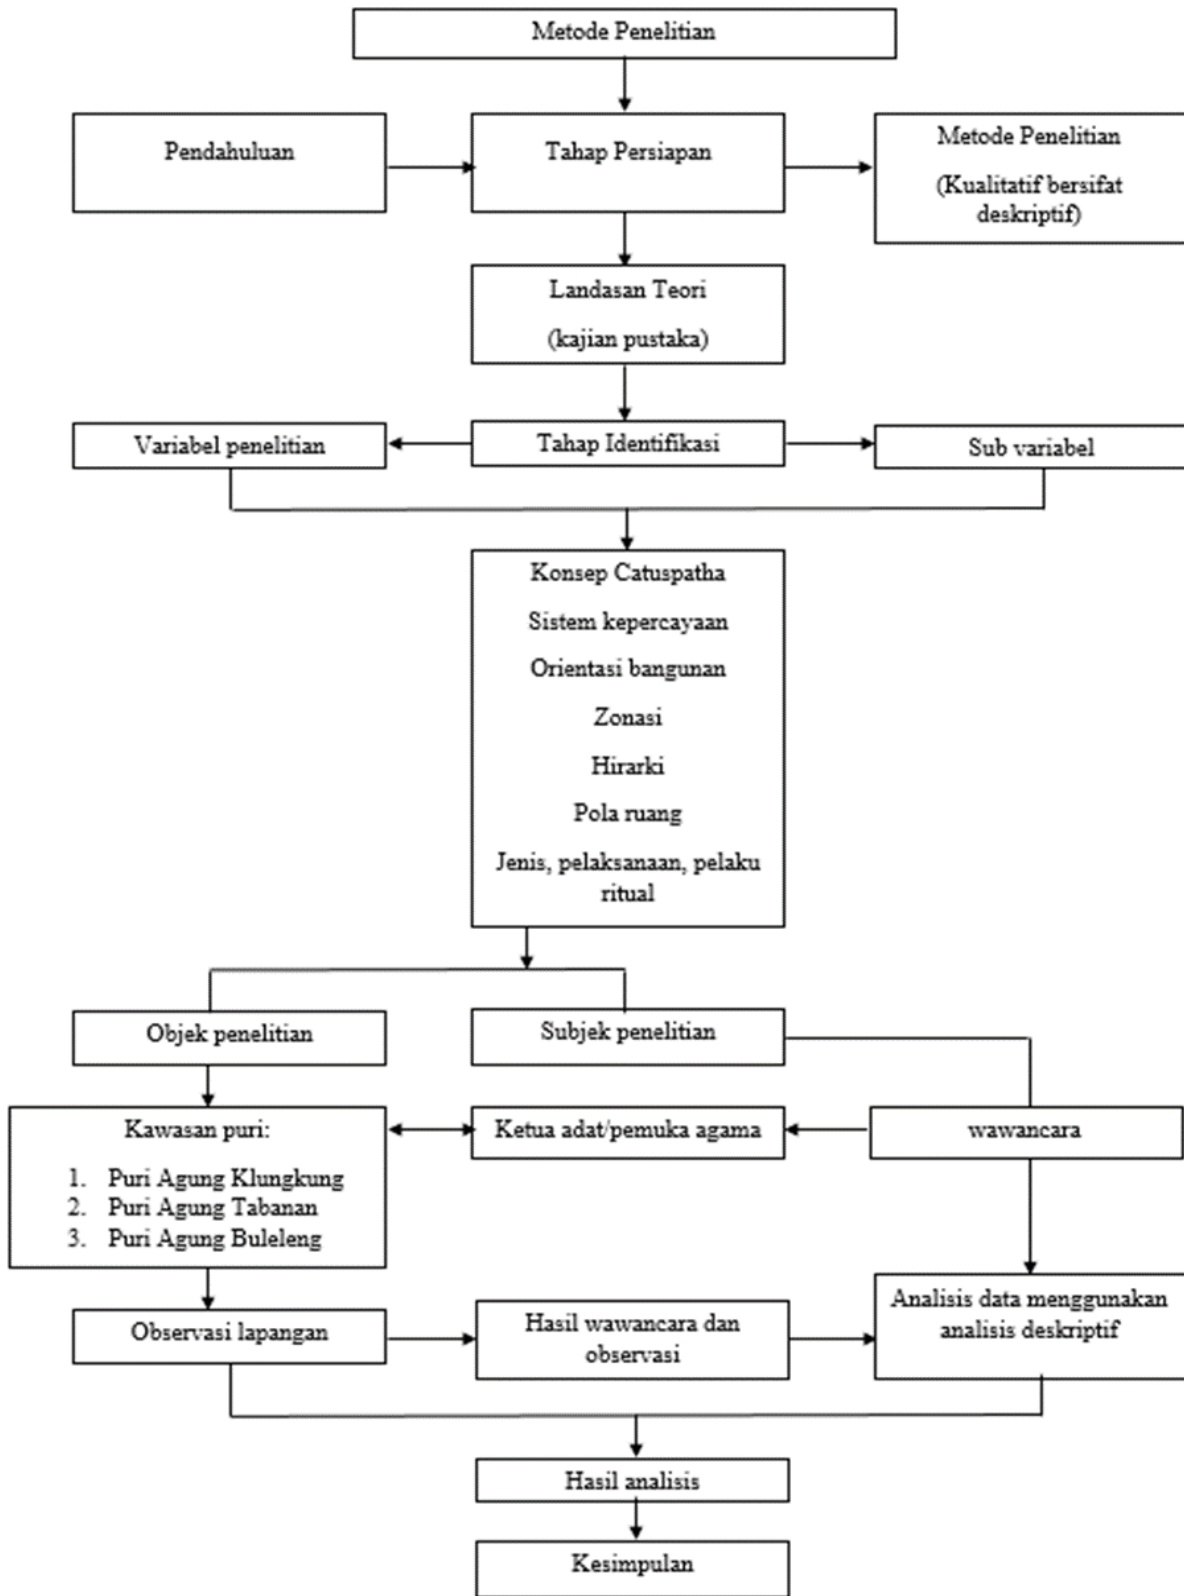 Metode Penelitian
Pendahuluan
Tahap Persiapan
Metode Penelitian
(Kualitatif bersifat
deskriptif)
Landasan Teori
(kajian pustaka)
Variabel penelitian
Tahap Identifikasi
Sub variabel
Konsep Catuspatha
Sistem kepercayaan
Orientasi bangunan
Zonasi
Hirarki
Pola ruang
Jenis, pelaksanaan, pelaku
ritual
Objek penelitian
Subjek penelitian
Kawasan puri:
1. Puri Agung Klungkung
2. Puri Agung Tabanan
3. Puri Agung Buleleng
Ketua adat/pemuka agama
wawancara
Observasi lapangan
Hasil wawancara dan
observasi
Analisis data menggunakan
analisis deskriptif
Hasil analisis
Kesimpulan